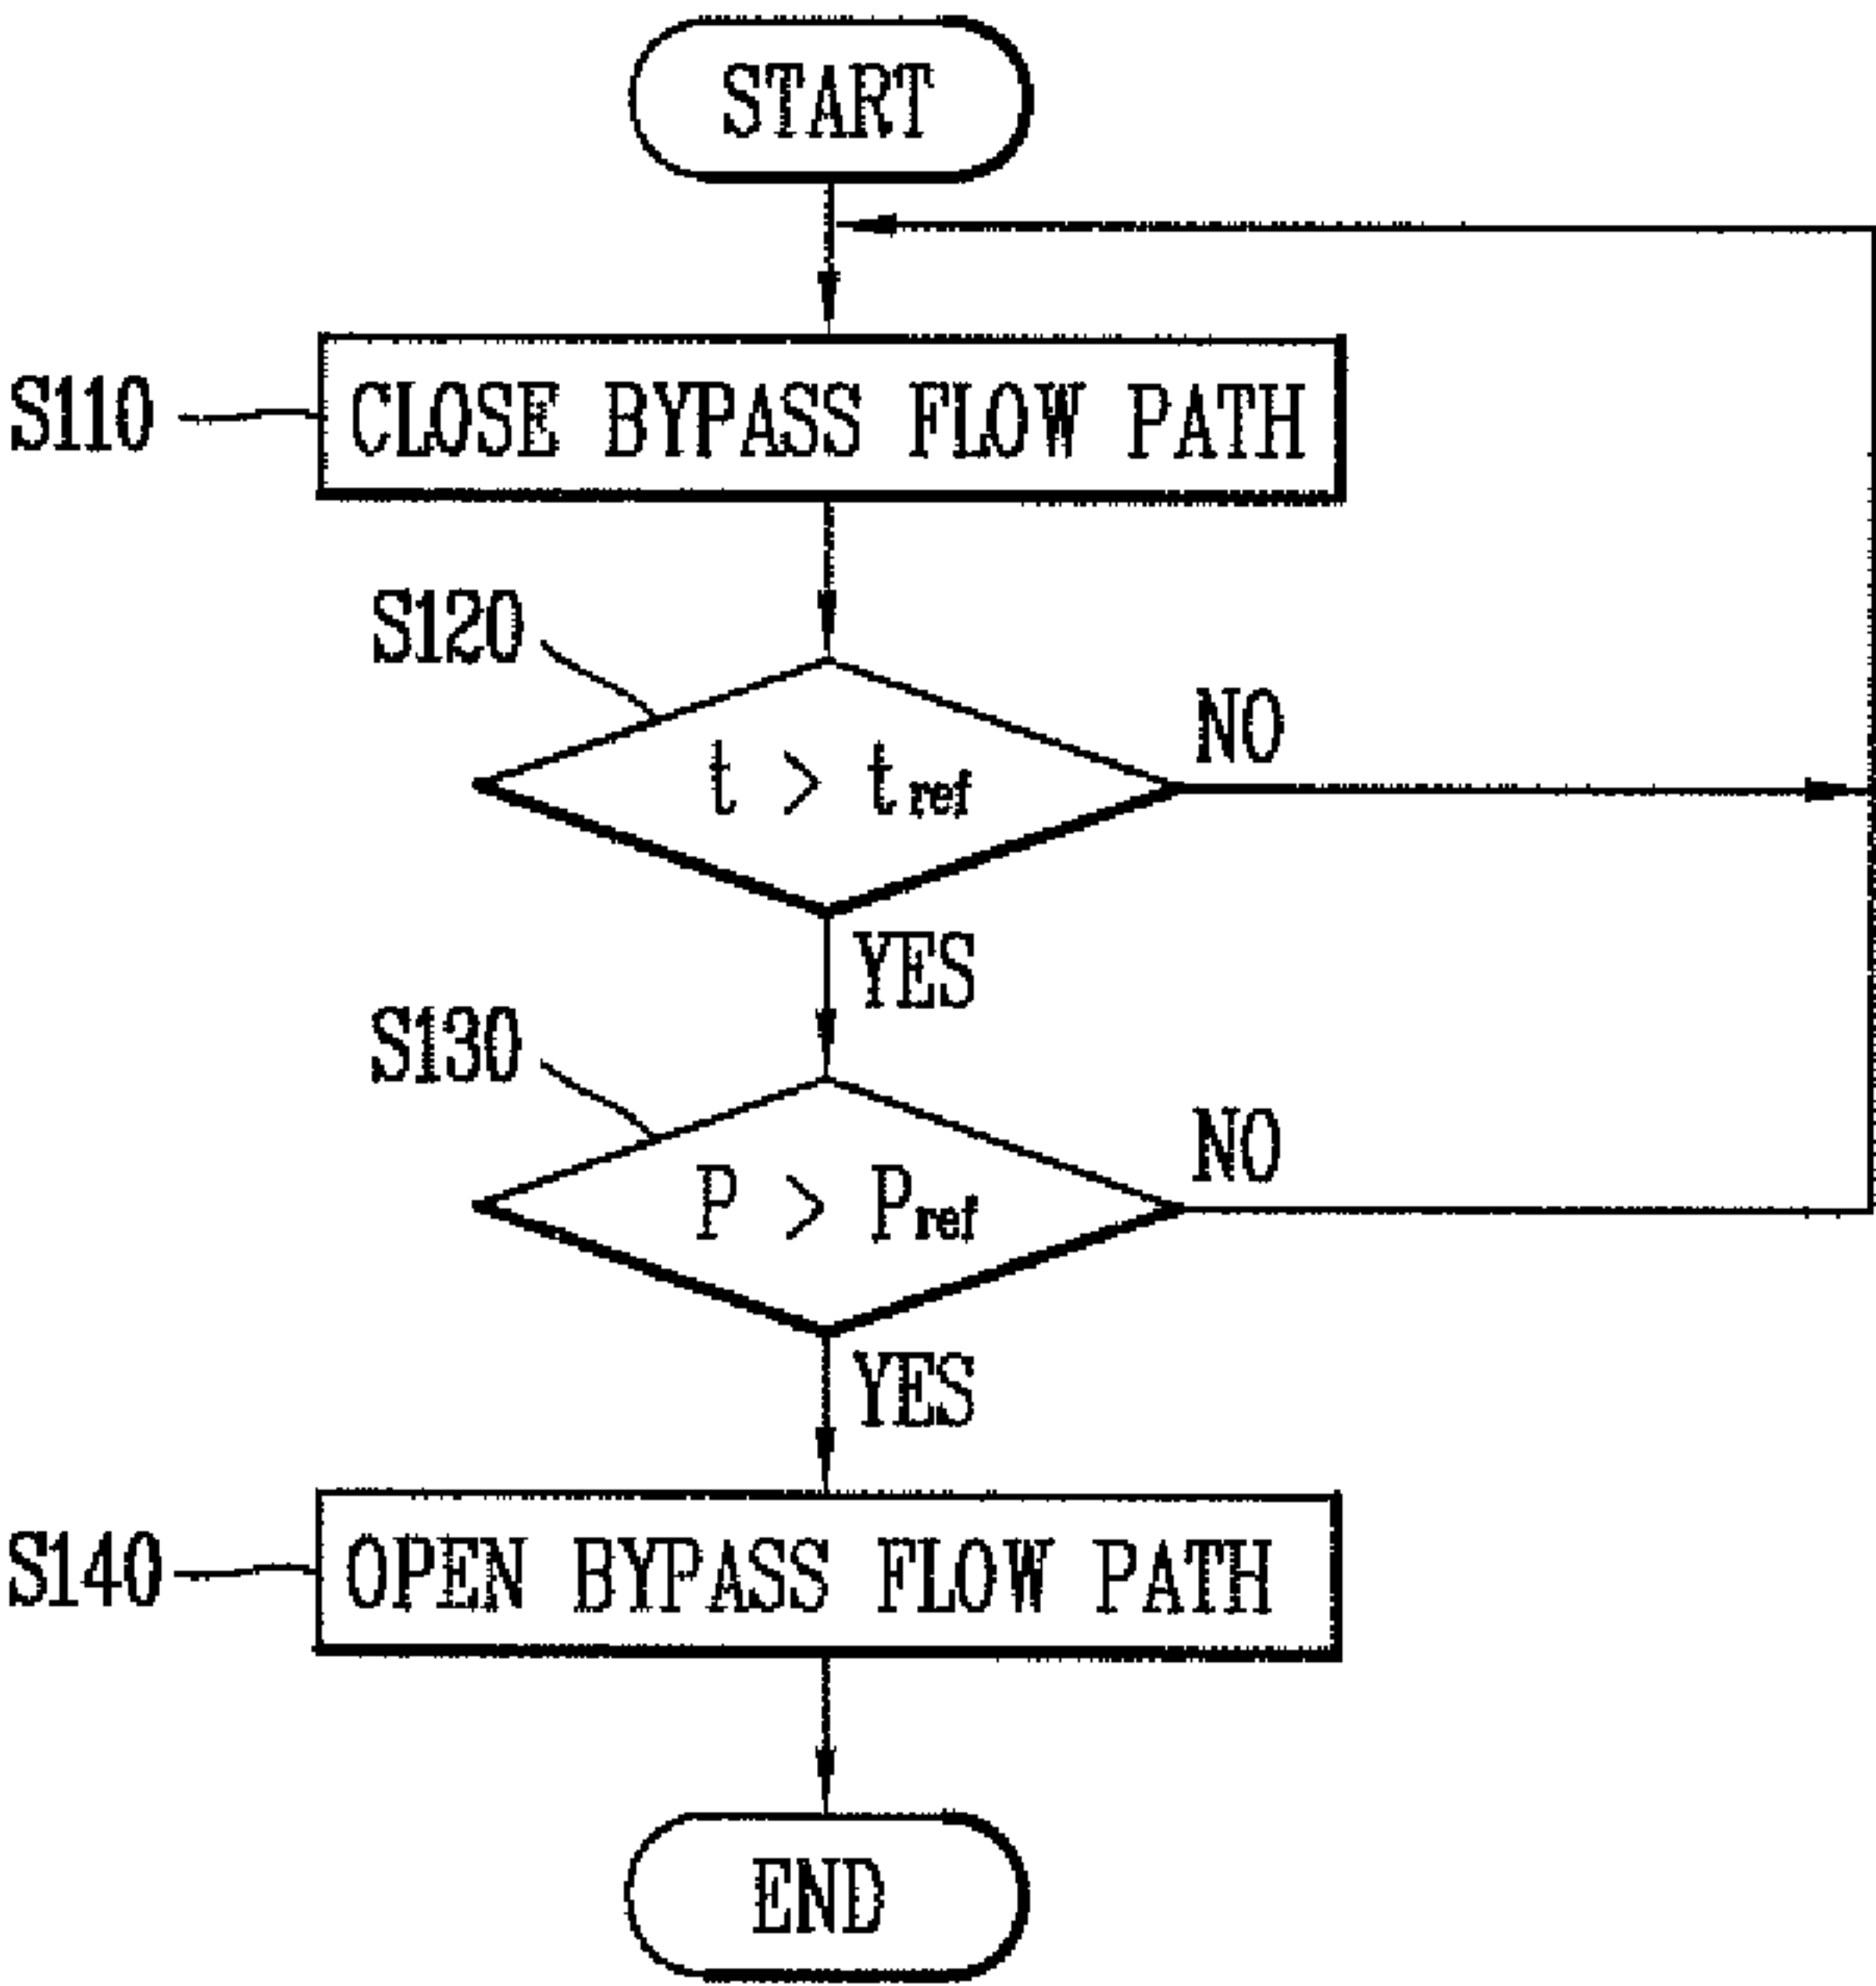 START
S110
CLOSE BYPASS FLOW PATH
S120
t > tref
NO
YES
S130
P > Pref
NO
YES
S140
OPEN BYPASS FLOW PATH
END